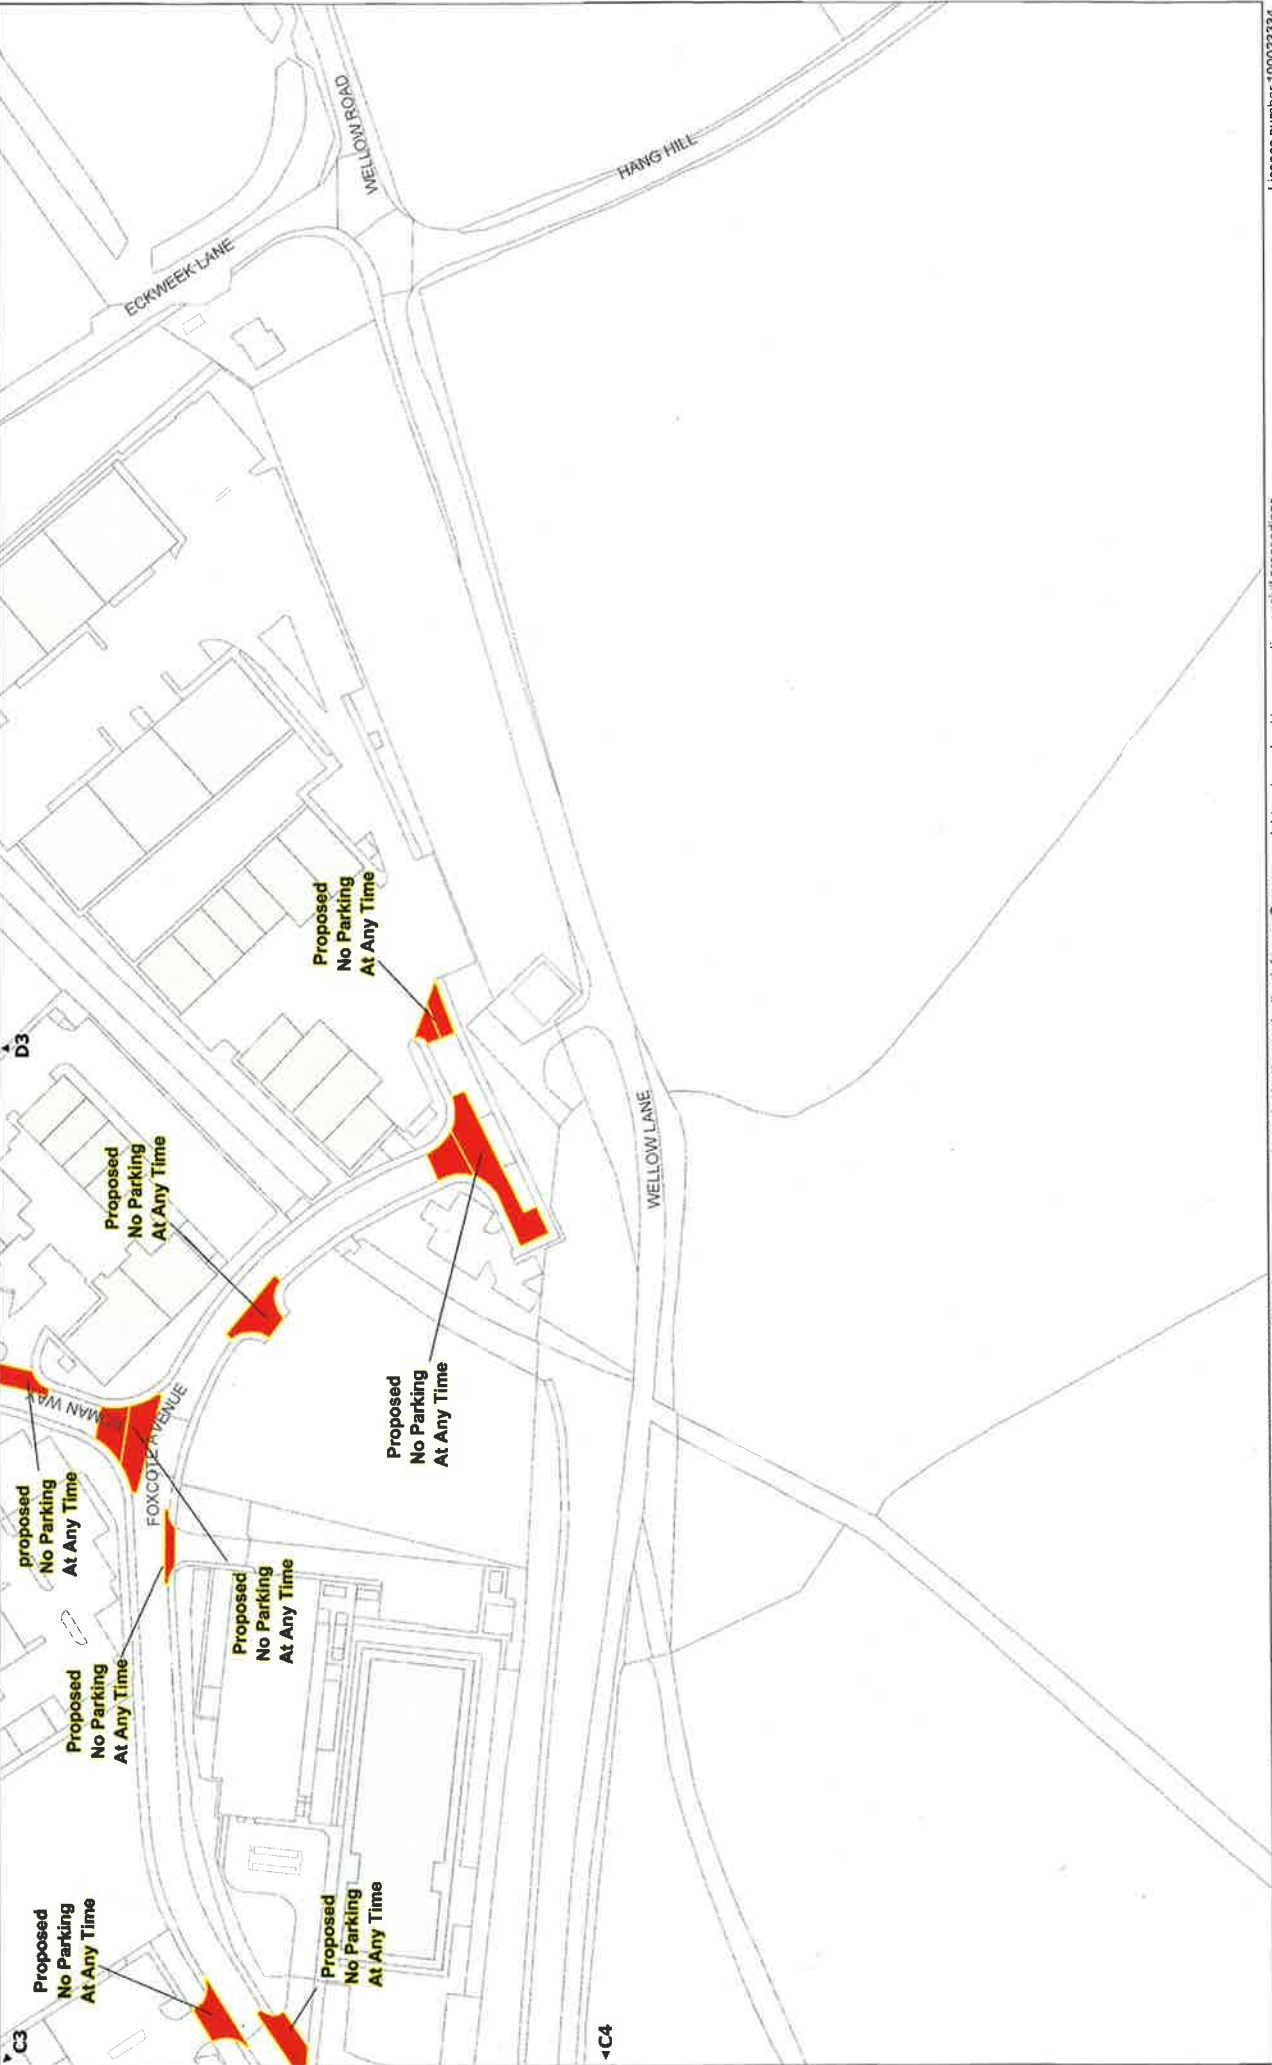 C3
Proposed
No Parking
At Any Time
Proposed
No Parking
At Any Time
Proposed
No Parking
At Any Time
proposed
No Parking
At Any Time
Proposed
No Parking
At Any Time
ROMAN WAY
FOXCOTE AVENUE
Proposed
No Parking
At Any Time
Proposed
No Parking
At Any Time
D3
Proposed
No Parking
At Any Time
ECKWEEK LANE
WELLOW ROAD
HANG HILL
WELLOW LANE
C4